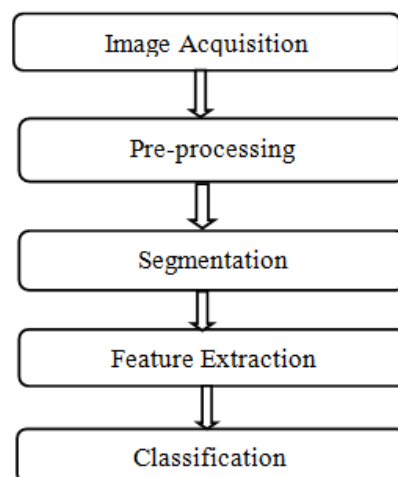 Image Acquisition
Pre-processing
Segmentation
Feature Extraction
Classification